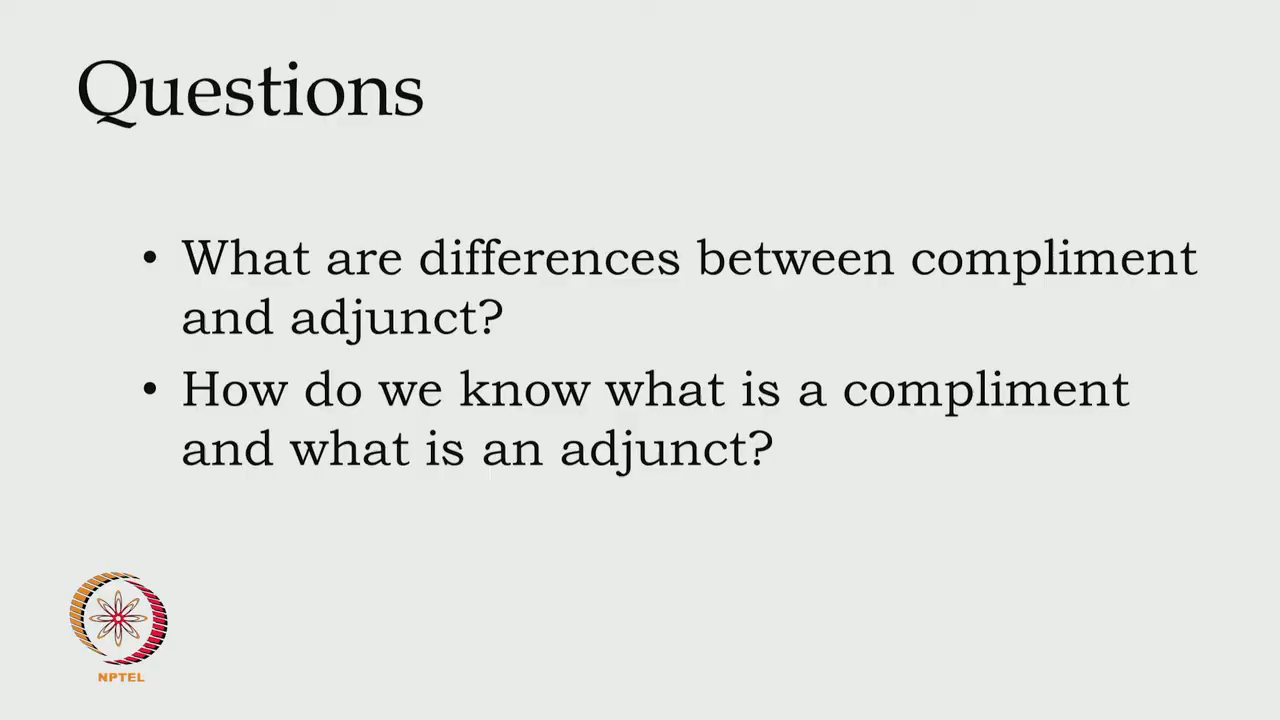 Questions
• What are differences between compliment
and adjunct?
• How do we know what is a compliment
and what is an adjunct?
NPTEL